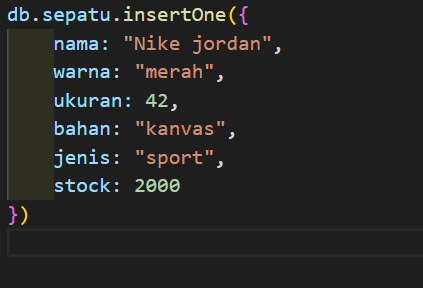 db.sepatu.insertOne({
    nama: "Nike jordan",
    warna: "merah",
    ukuran: 42,
    bahan: "kanvas",
    jenis: "sport",
    stock: 2000
})